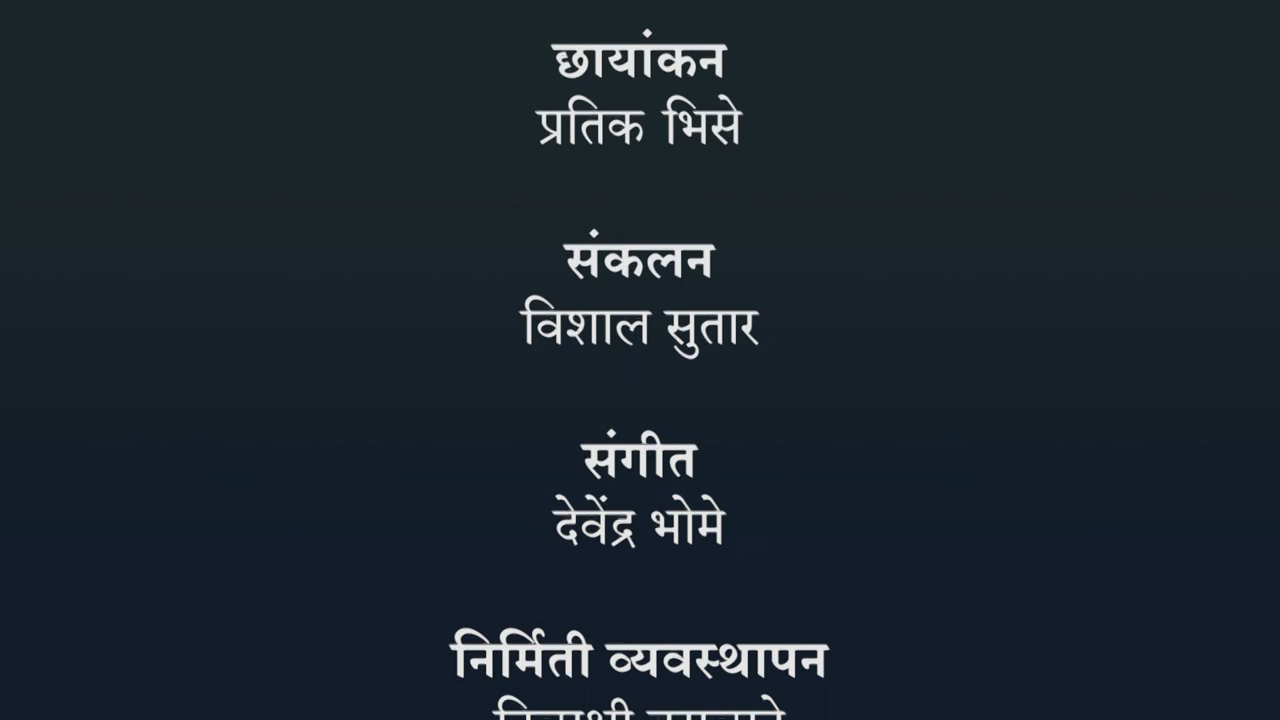 छायांकन
प्रतिक भिसे
संकलन
विशाल सुतार
संगीत
देवेंद्र भोमे
निर्मिती व्यवस्थापन